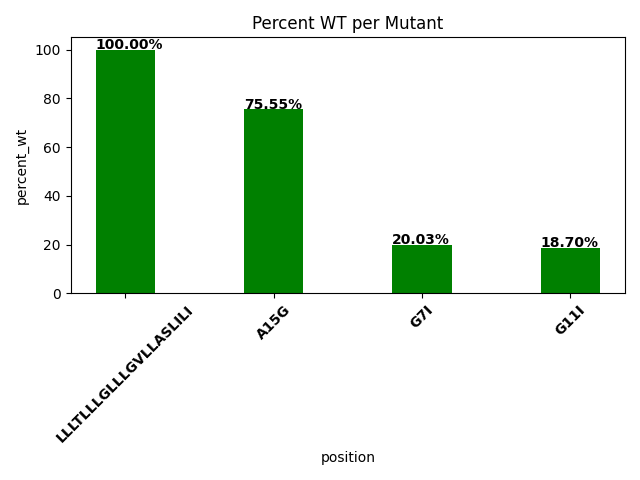 Percent WT per Mutant
percent_wt
100
80
60
40
20
0
100.00%
75.55%
20.03%
18.70%
LLLTLLLGLLLGVLLASLILI
A15G
G7I
G11I
position